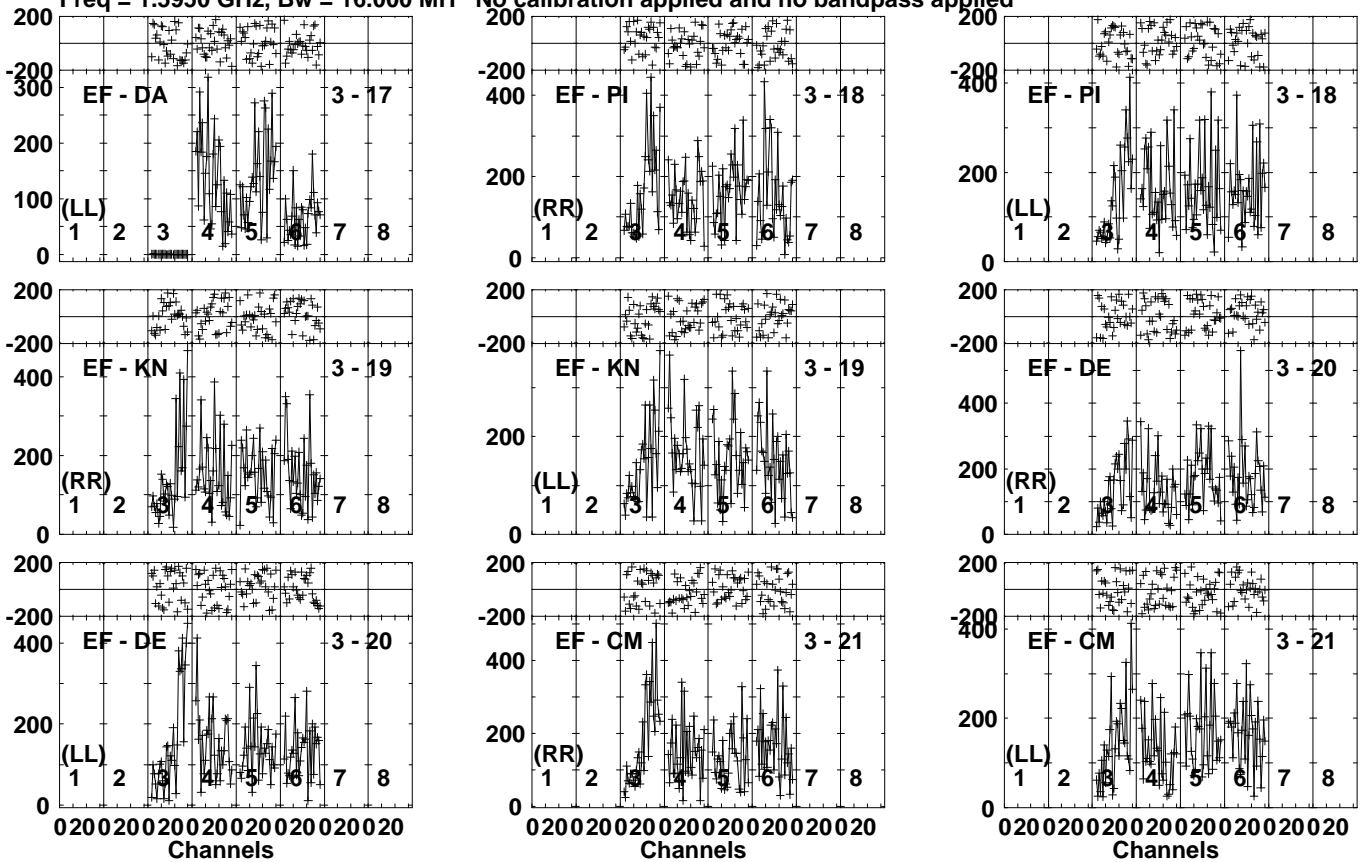 Freq = 1.5950 GHz, Bw = 16.000 MH No calibration applied and no bandpass applied
200 200 200
-200 -200 -200
300 EF - DA 3 - 17 400 EF - PI 3 - 18 400 EF - PI 3 - 18
200 200 200
100
(LL) (RR) (LL)
1 2 3 4 5 6 7 8 1 2 3 4 5 6 7 8 1 2 3 4 5 6 7 8
0 0 0
200 200 200
-200 -200 -200
400 EF - KN 3 - 19 EF - KN 3 - 19 EF - DE 3 - 20
400
200 200 200
(RR) (LL) (RR)
1 2 3 4 5 6 7 8 1 2 3 4 5 6 7 8 1 2 3 4 5 6 7 8
0 0 0
200 200 200
-200 -200 -200
400 EF - DE 3 - 20 400 EF - CM 3 - 21 400 EF - CM 3 - 21
200 200 200
(LL) (RR) (LL)
1 2 3 4 5 6 7 8 1 2 3 4 5 6 7 8 1 2 3 4 5 6 7 8
0 0 0
0 20 0 20 0 20 0 20 0 20 0 20 0 20 0 20 0 20 0 20 0 20 0 20 0 20 0 20 0 20 0 20 0 20 0 20 0 20 0 20 0 20 0 20 0 20 0 20
Channels Channels Channels